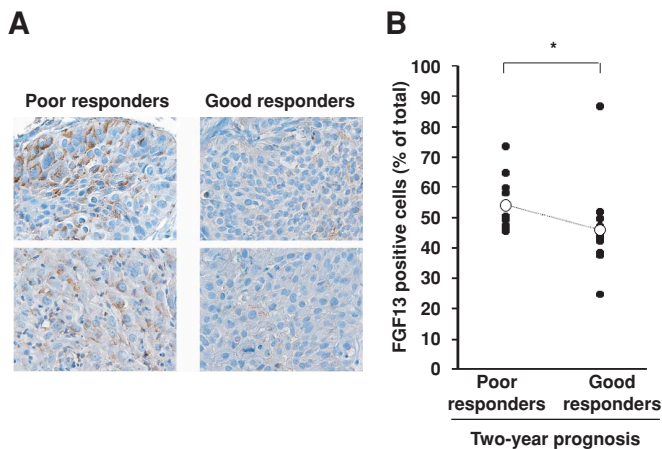 A
Poor responders
Good responders
B
*
FGF13 positive cells (% of total)
100
90
80
70
60
50
40
30
20
10
0
Poor
responders
Good
responders
Two-year prognosis